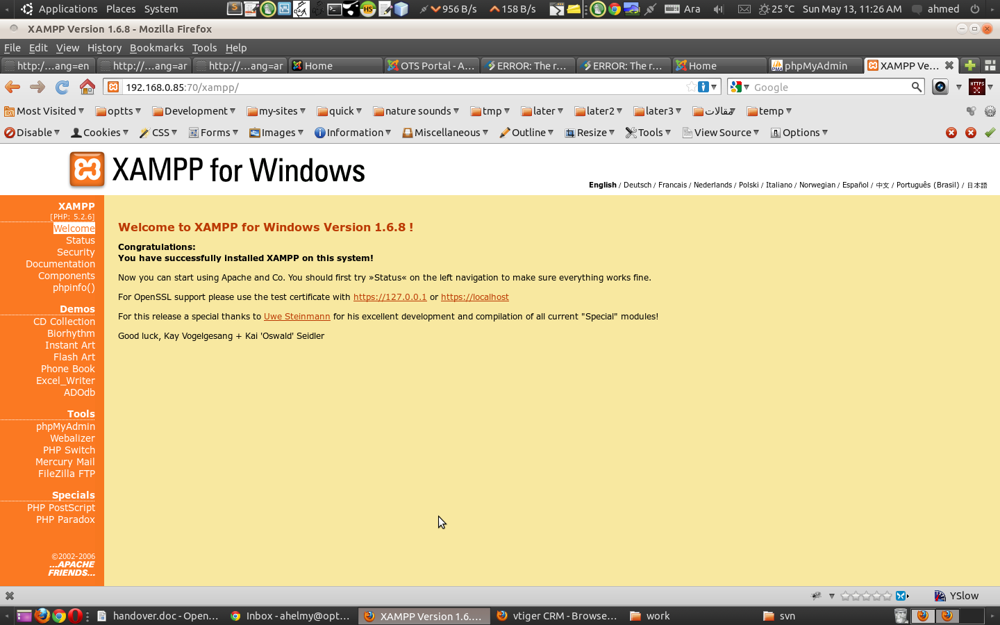 Applications Places System 956 B/s 158 B/s Ara 25 °C Sun May 13, 11:26 AM ahmed
XAMPP Version 1.6.8 - Mozilla Firefox
File Edit View History Bookmarks Tools Help
http:/...ang=en http://...ang=ar http://...ang=ar Home OTS Portal - A... ERROR: The r... ERROR: The r... Home phpMyAdmin XAMPP Ve...
192.168.0.85:70/xampp/ Google HTTPS
Most Visited optts Development my-sites quick nature sounds tmp later later2 later3 مقالات temp
Disable Cookies CSS Forms Images Information Miscellaneous Outline Resize Tools View Source Options
XAMPP for Windows
English / Deutsch / Francais / Nederlands / Polski / Italiano / Norwegian / Español / 中文 / Português (Brasil) / 日本語
XAMPP
[PHP: 5.2.6]
Welcome
Status
Security
Documentation
Components
phpinfo()
Demos
CD Collection
Biorhythm
Instant Art
Flash Art
Phone Book
Excel_Writer
ADOdb
Tools
phpMyAdmin
Webalizer
PHP Switch
Mercury Mail
FileZilla FTP
Specials
PHP PostScript
PHP Paradox
©2002-2006
...APACHE
FRIENDS...
Welcome to XAMPP for Windows Version 1.6.8 !
Congratulations:
You have successfully installed XAMPP on this system!
Now you can start using Apache and Co. You should first try »Status« on the left navigation to make sure everything works fine.
For OpenSSL support please use the test certificate with https://127.0.0.1 or https://localhost
For this release a special thanks to Uwe Steinmann for his excellent development and compilation of all current "Special" modules!
Good luck, Kay Vogelgesang + Kai 'Oswald' Seidler
YSlow
handover.doc - Open... Inbox - ahelmy@opt... XAMPP Version 1.6.... vtiger CRM - Browse... work svn